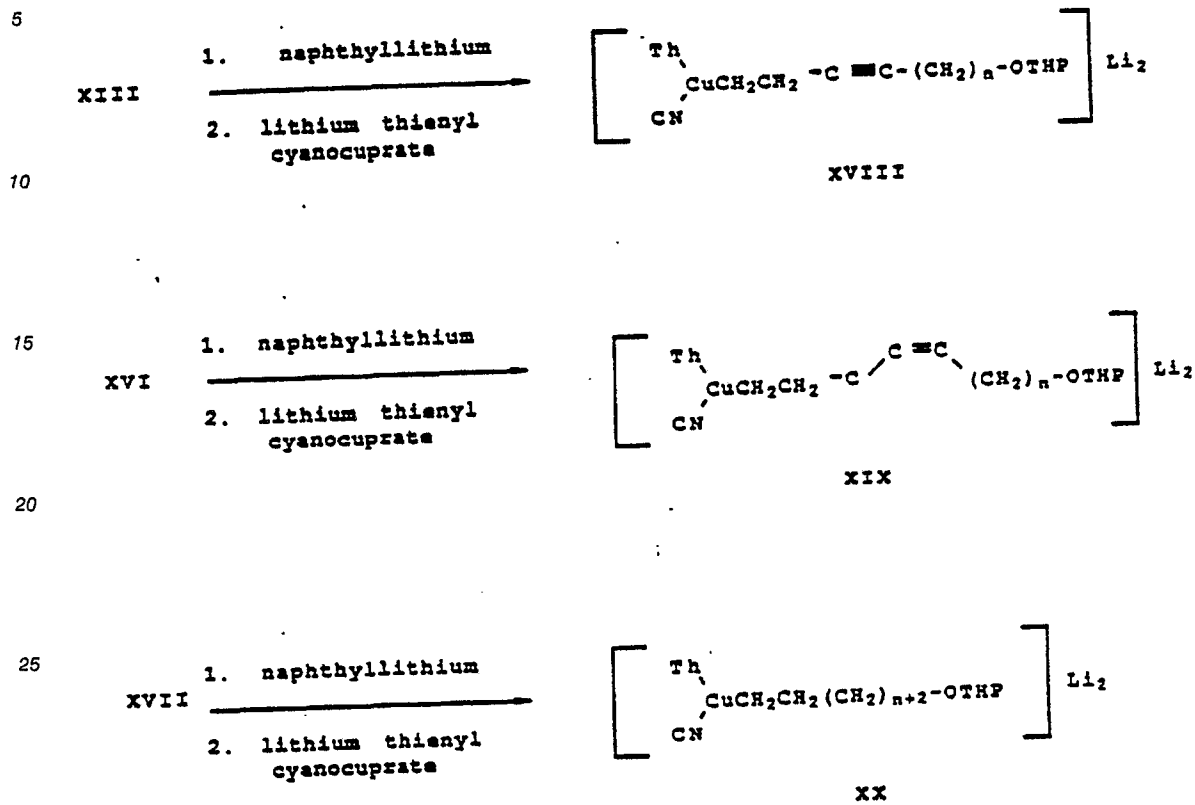 5
1. naphthyllithium
XIII
2. lithium thienyl
cyanocuprate
Th
CuCH2CH2 -C ≡C-(CH2)n-OTHP
CN
Li2
XVIII
10
15
1. naphthyllithium
XVI
2. lithium thienyl
cyanocuprate
Th
CuCH2CH2 -C C =C (CH2)n-OTHP
CN
Li2
XIX
20
25
1. naphthyllithium
XVII
2. lithium thienyl
cyanocuprate
Th
CuCH2CH2(CH2)n+2-OTHP
CN
Li2
XX